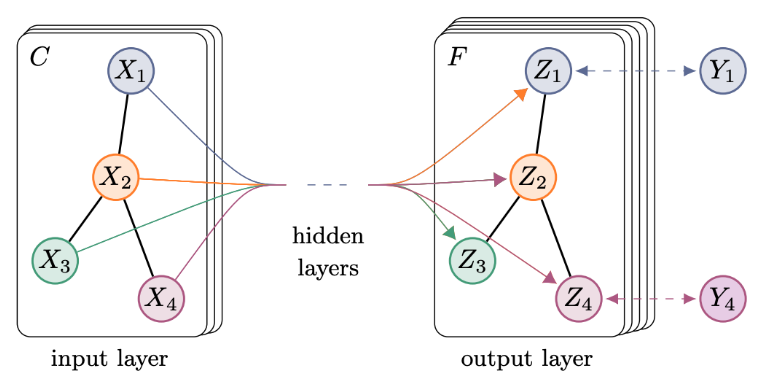 C
X₁
X₂
X₃
X₄
input layer
hidden
layers
F
Z₁
Z₂
Z₃
Z₄
output layer
Y₁
Y₄